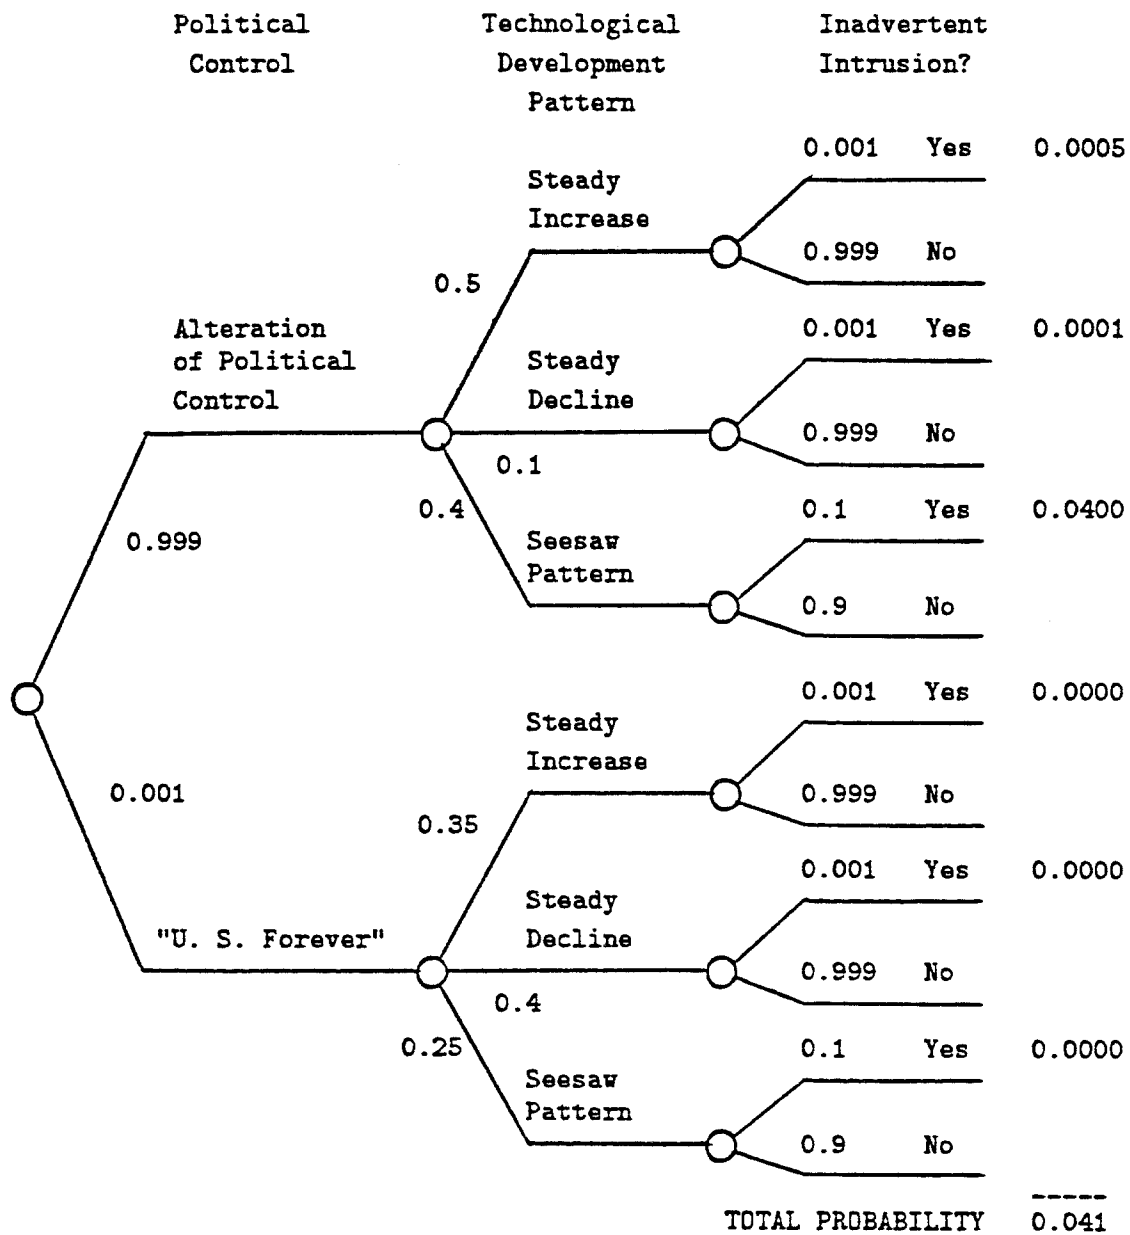 Political Technological Inadvertent
Control Development Intrusion?
Pattern
0.001 Yes 0.0005
Steady
Increase
0.999 No
0.5
0.001 Yes 0.0001
Alteration
of Political Steady
Control Decline
0.999 No
0.1
0.4 0.1 Yes 0.0400
0.999 Seesaw
Pattern
0.9 No
0.001 Yes 0.0000
Steady
Increase
0.001 0.999 No
0.35
0.001 Yes 0.0000
Steady
"U. S. Forever" Decline
0.999 No
0.4
0.25 0.1 Yes 0.0000
Seesaw
Pattern
0.9 No
-----
TOTAL PROBABILITY 0.041